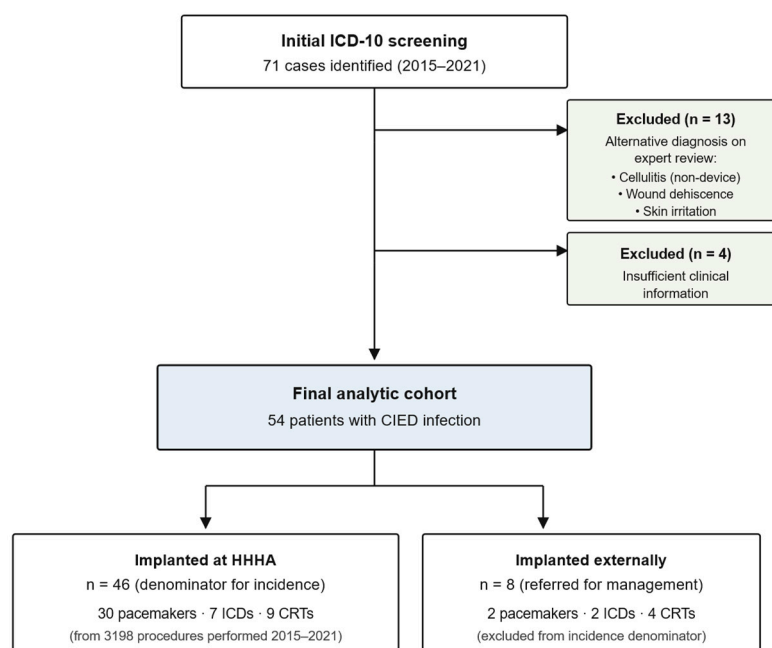 Initial ICD-10 screening
71 cases identified (2015–2021)
Excluded (n = 13)
Alternative diagnosis on
expert review:
• Cellulitis (non-device)
• Wound dehiscence
• Skin irritation
Excluded (n = 4)
Insufficient clinical
information
Final analytic cohort
54 patients with CIED infection
Implanted at HHHA
n = 46 (denominator for incidence)
30 pacemakers · 7 ICDs · 9 CRTs
(from 3198 procedures performed 2015–2021)
Implanted externally
n = 8 (referred for management)
2 pacemakers · 2 ICDs · 4 CRTs
(excluded from incidence denominator)